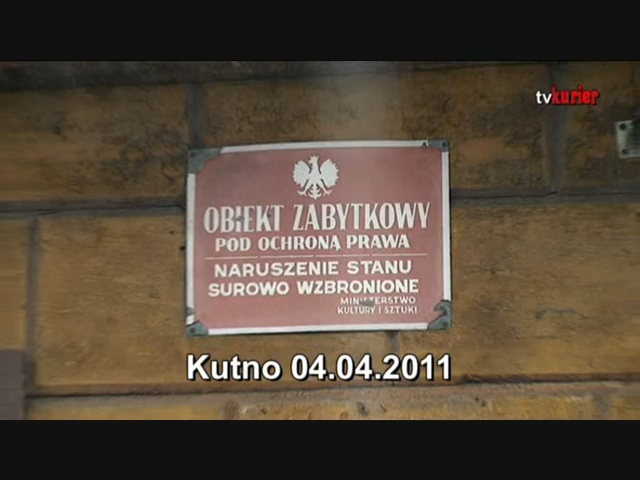 tvkurier
OBIEKT ZABYTKOWY
POD OCHRONĄ PRAWA
NARUSZENIE STANU
SUROWO WZBRONIONE
MINISTERSTWO
KULTURY I SZTUKI
Kutno 04.04.2011